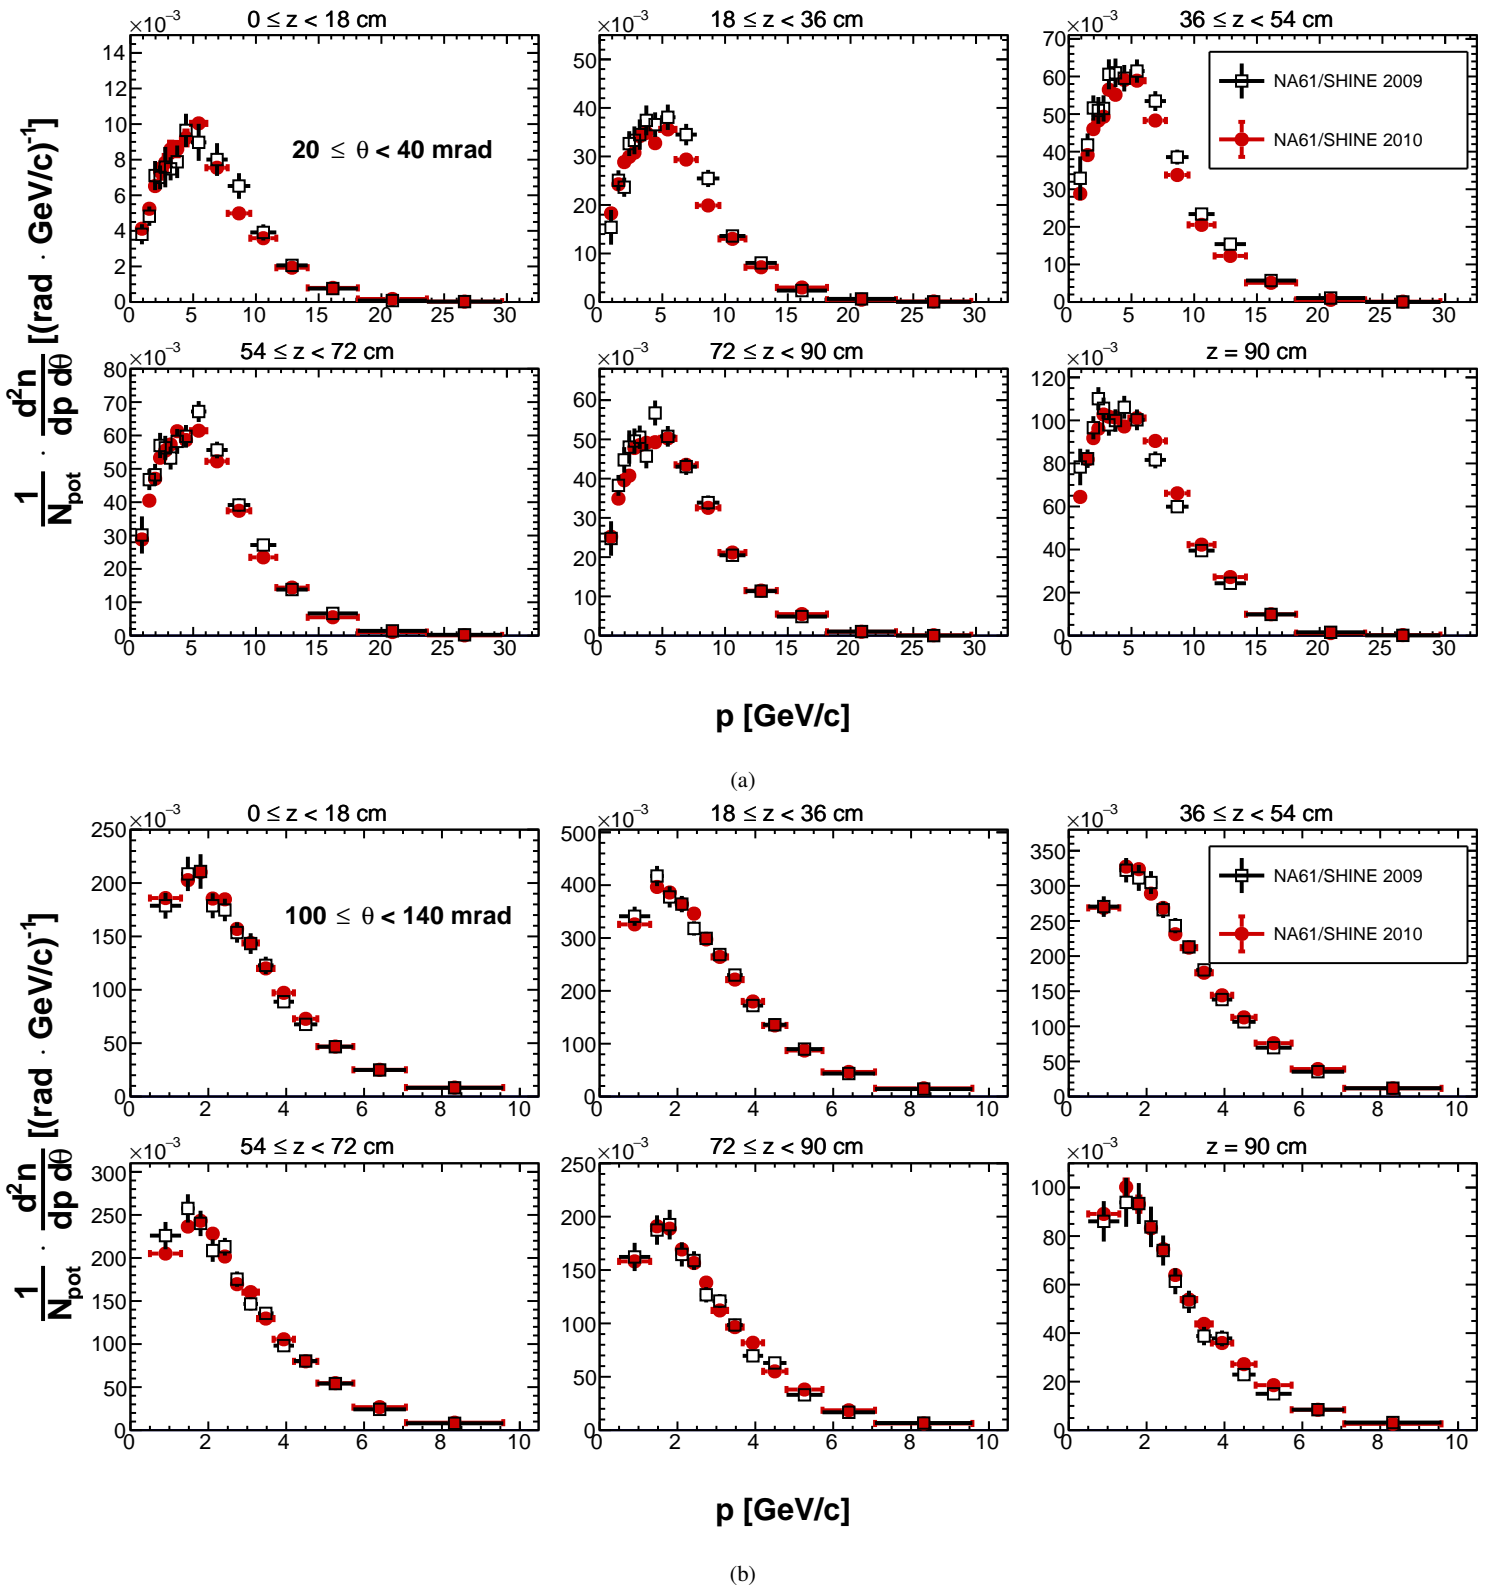 ×10⁻³ 0 ≤ z < 18 cm
14
12
10
8
6
4
2
0
20 ≤ θ < 40 mrad
0 5 10 15 20 25 30
×10⁻³ 18 ≤ z < 36 cm
50
40
30
20
10
0
0 5 10 15 20 25 30
×10⁻³ 36 ≤ z < 54 cm
70
60
50
40
30
20
10
0
NA61/SHINE 2009
NA61/SHINE 2010
0 5 10 15 20 25 30
×10⁻³ 54 ≤ z < 72 cm
80
70
60
50
40
30
20
10
0
0 5 10 15 20 25 30
×10⁻³ 72 ≤ z < 90 cm
60
50
40
30
20
10
0
0 5 10 15 20 25 30
×10⁻³ z = 90 cm
120
100
80
60
40
20
0
0 5 10 15 20 25 30
1/N_pot · d²n/dp dθ [(rad · GeV/c)⁻¹]
p [GeV/c]
(a)
×10⁻³ 0 ≤ z < 18 cm
250
200
150
100
50
0
100 ≤ θ < 140 mrad
0 2 4 6 8 10
×10⁻³ 18 ≤ z < 36 cm
500
400
300
200
100
0
0 2 4 6 8 10
×10⁻³ 36 ≤ z < 54 cm
350
300
250
200
150
100
50
0
NA61/SHINE 2009
NA61/SHINE 2010
0 2 4 6 8 10
×10⁻³ 54 ≤ z < 72 cm
300
250
200
150
100
50
0
0 2 4 6 8 10
×10⁻³ 72 ≤ z < 90 cm
250
200
150
100
50
0
0 2 4 6 8 10
×10⁻³ z = 90 cm
100
80
60
40
20
0
0 2 4 6 8 10
1/N_pot · d²n/dp dθ [(rad · GeV/c)⁻¹]
p [GeV/c]
(b)